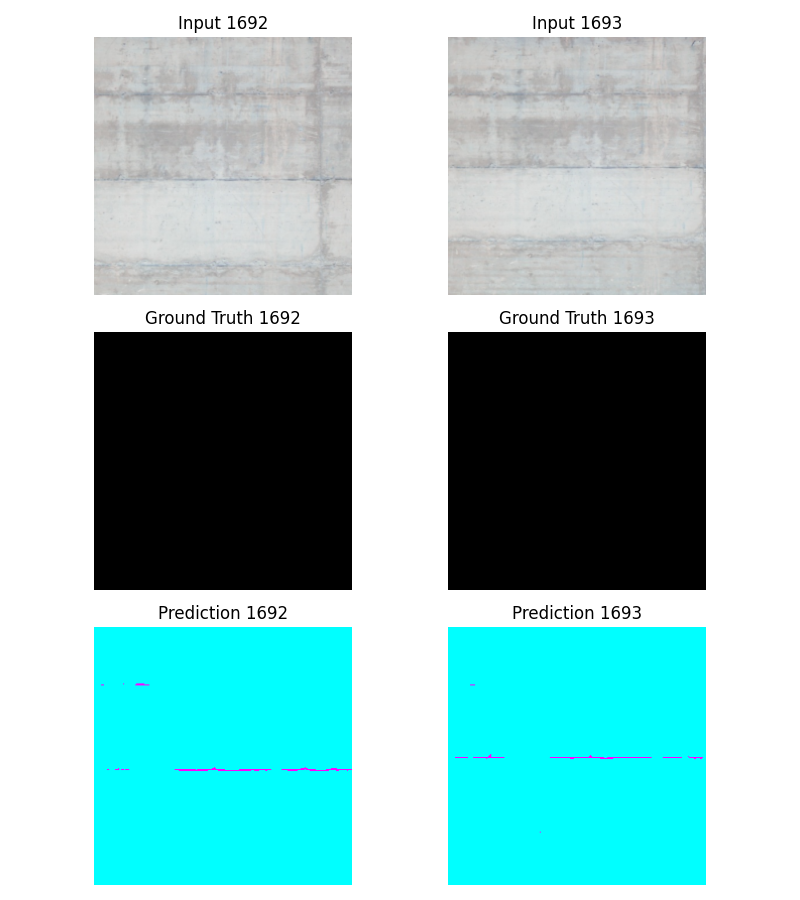 Input 1692
Input 1693
Ground Truth 1692
Ground Truth 1693
Prediction 1692
Prediction 1693